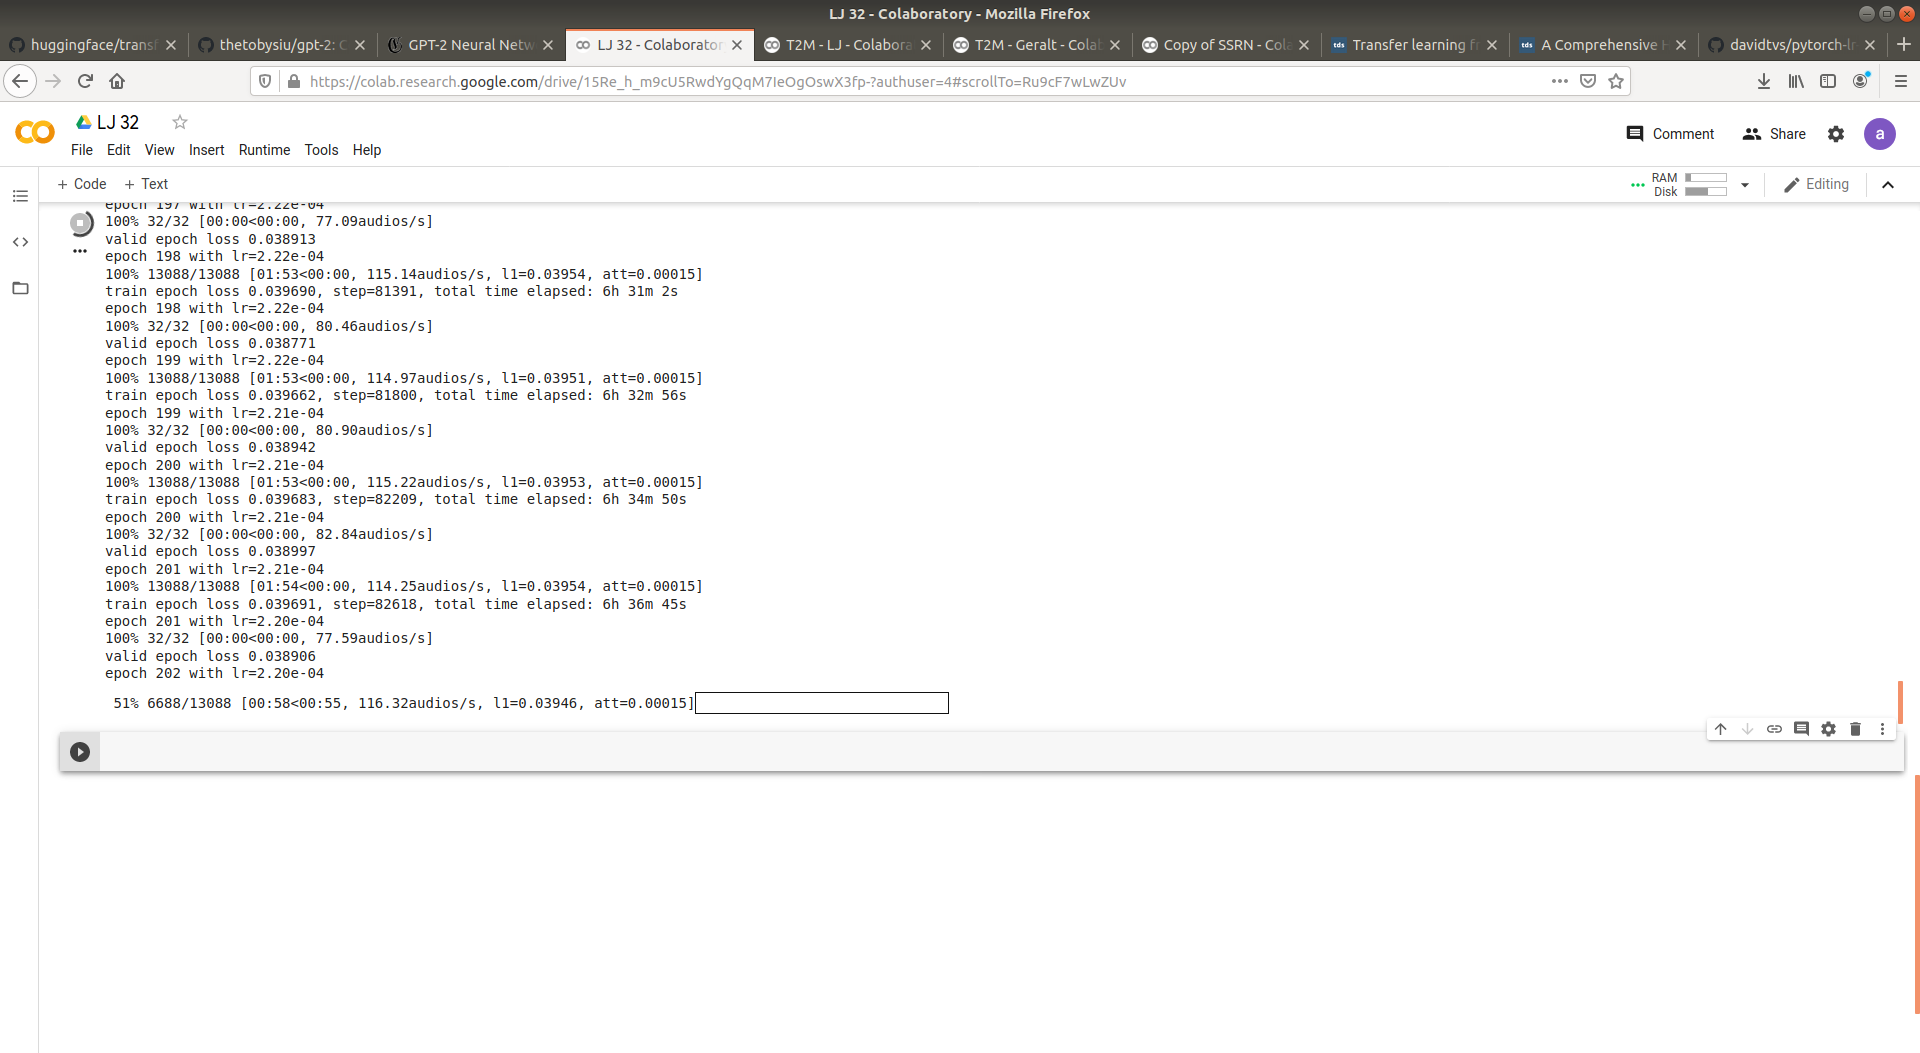 LJ 32 - Colaboratory - Mozilla Firefox
huggingface/transf
thetobysiu/gpt-2: C
GPT-2 Neural Netw
LJ 32 - Colaborator
T2M - LJ - Colabora
T2M - Geralt - Colab
Copy of SSRN - Cola
tds Transfer learning f
tds A Comprehensive H
davidtvs/pytorch-lr
https://colab.research.google.com/drive/15Re_h_m9cU5RwdYgQqM7IeOgOswX3fp-?authuser=4#scrollTo=Ru9cF7wLwZUv
LJ 32
Comment
Share
a
File Edit View Insert Runtime Tools Help
+ Code + Text
RAM
Disk
Editing
epoch 197 with lr=2.22e-04
100% 32/32 [00:00<00:00, 77.09audios/s]
valid epoch loss 0.038913
epoch 198 with lr=2.22e-04
100% 13088/13088 [01:53<00:00, 115.14audios/s, l1=0.03954, att=0.00015]
train epoch loss 0.039690, step=81391, total time elapsed: 6h 31m 2s
epoch 198 with lr=2.22e-04
100% 32/32 [00:00<00:00, 80.46audios/s]
valid epoch loss 0.038771
epoch 199 with lr=2.22e-04
100% 13088/13088 [01:53<00:00, 114.97audios/s, l1=0.03951, att=0.00015]
train epoch loss 0.039662, step=81800, total time elapsed: 6h 32m 56s
epoch 199 with lr=2.21e-04
100% 32/32 [00:00<00:00, 80.90audios/s]
valid epoch loss 0.038942
epoch 200 with lr=2.21e-04
100% 13088/13088 [01:53<00:00, 115.22audios/s, l1=0.03953, att=0.00015]
train epoch loss 0.039683, step=82209, total time elapsed: 6h 34m 50s
epoch 200 with lr=2.21e-04
100% 32/32 [00:00<00:00, 82.84audios/s]
valid epoch loss 0.038997
epoch 201 with lr=2.21e-04
100% 13088/13088 [01:54<00:00, 114.25audios/s, l1=0.03954, att=0.00015]
train epoch loss 0.039691, step=82618, total time elapsed: 6h 36m 45s
epoch 201 with lr=2.20e-04
100% 32/32 [00:00<00:00, 77.59audios/s]
valid epoch loss 0.038906
epoch 202 with lr=2.20e-04
51% 6688/13088 [00:58<00:55, 116.32audios/s, l1=0.03946, att=0.00015]